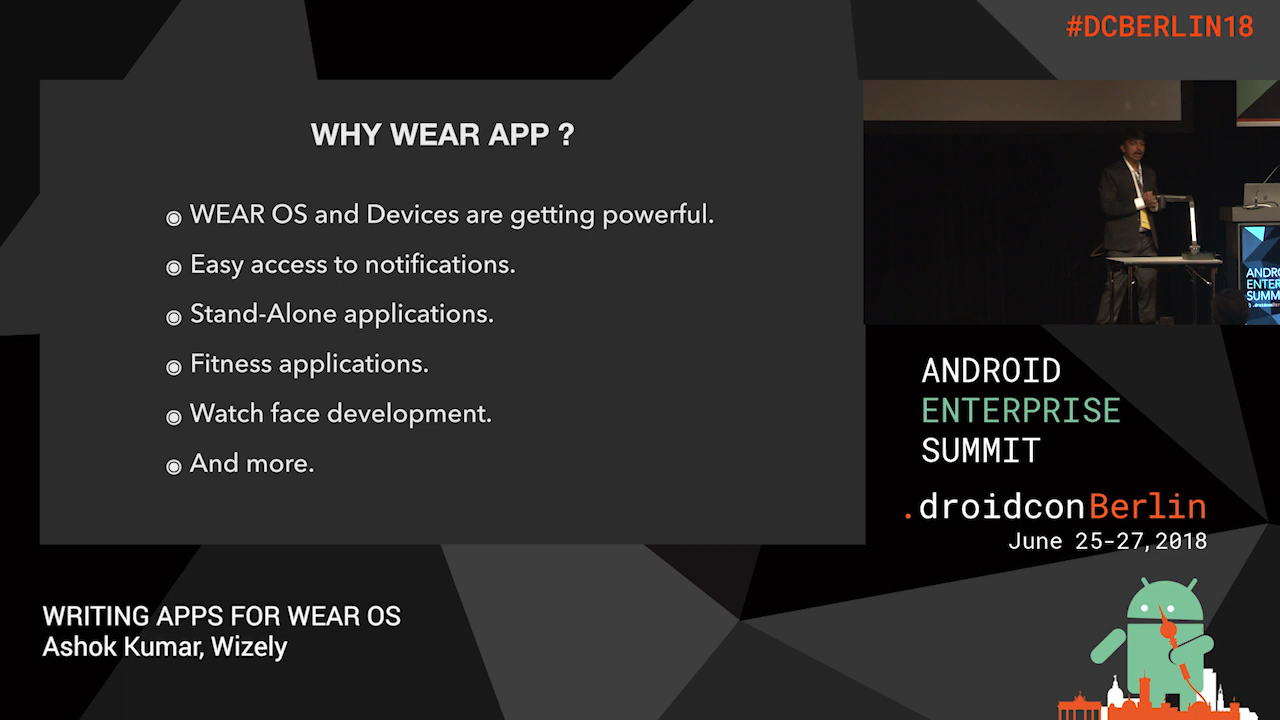 #DCBERLIN18
WHY WEAR APP ?
WEAR OS and Devices are getting powerful.
Easy access to notifications.
Stand-Alone applications.
Fitness applications.
Watch face development.
And more.
ANDROID
ENTERPRISE
SUMMIT
.droidconBerlin
June 25-27, 2018
WRITING APPS FOR WEAR OS
Ashok Kumar, Wizely